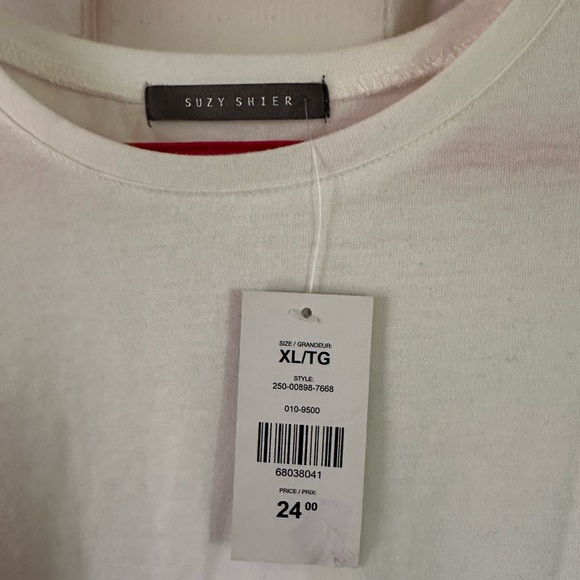 SUZY SHIER
SIZE / GRANDEUR:
XL/TG
STYLE:
250-00898-7668
010-9500
68038041
PRICE / PRIX:
24 00